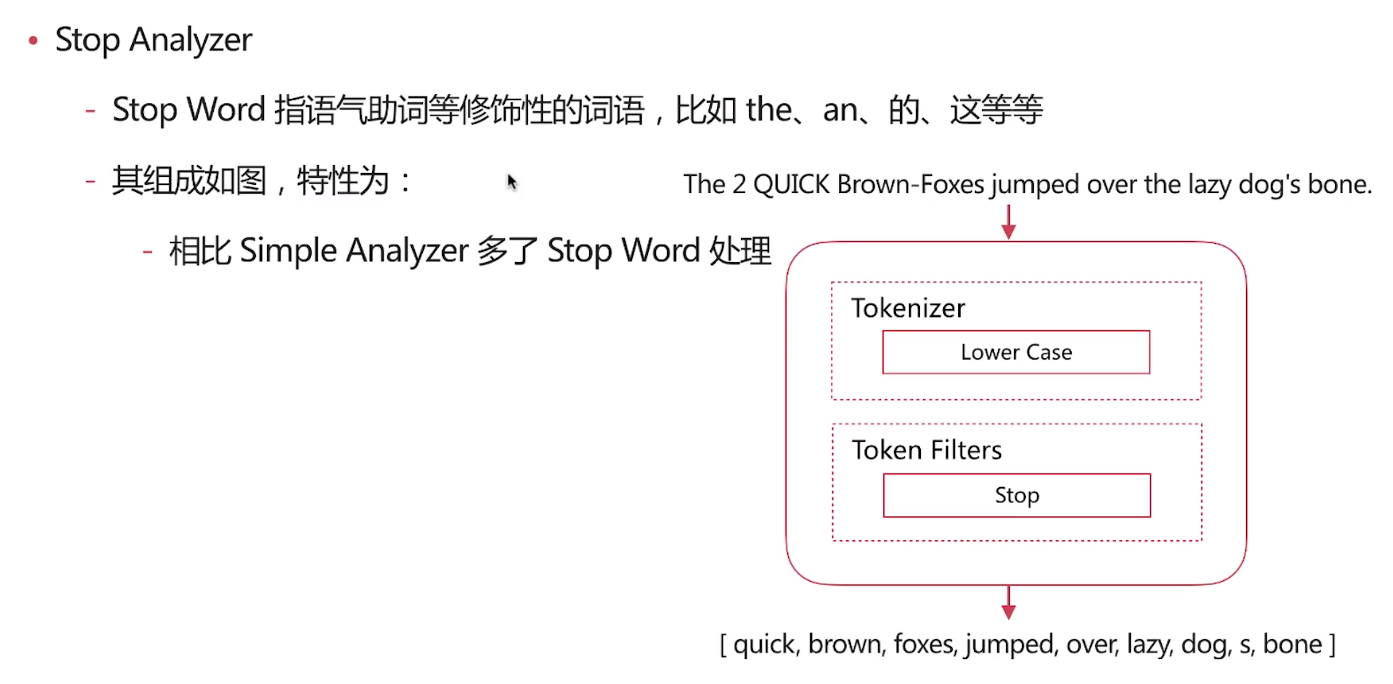 • Stop Analyzer
- Stop Word 指语气助词等修饰性的词语，比如 the、an、的、这等等
- 其组成如图，特性为：
- 相比 Simple Analyzer 多了 Stop Word 处理
The 2 QUICK Brown-Foxes jumped over the lazy dog's bone.
Tokenizer
Lower Case
Token Filters
Stop
[ quick, brown, foxes, jumped, over, lazy, dog, s, bone ]